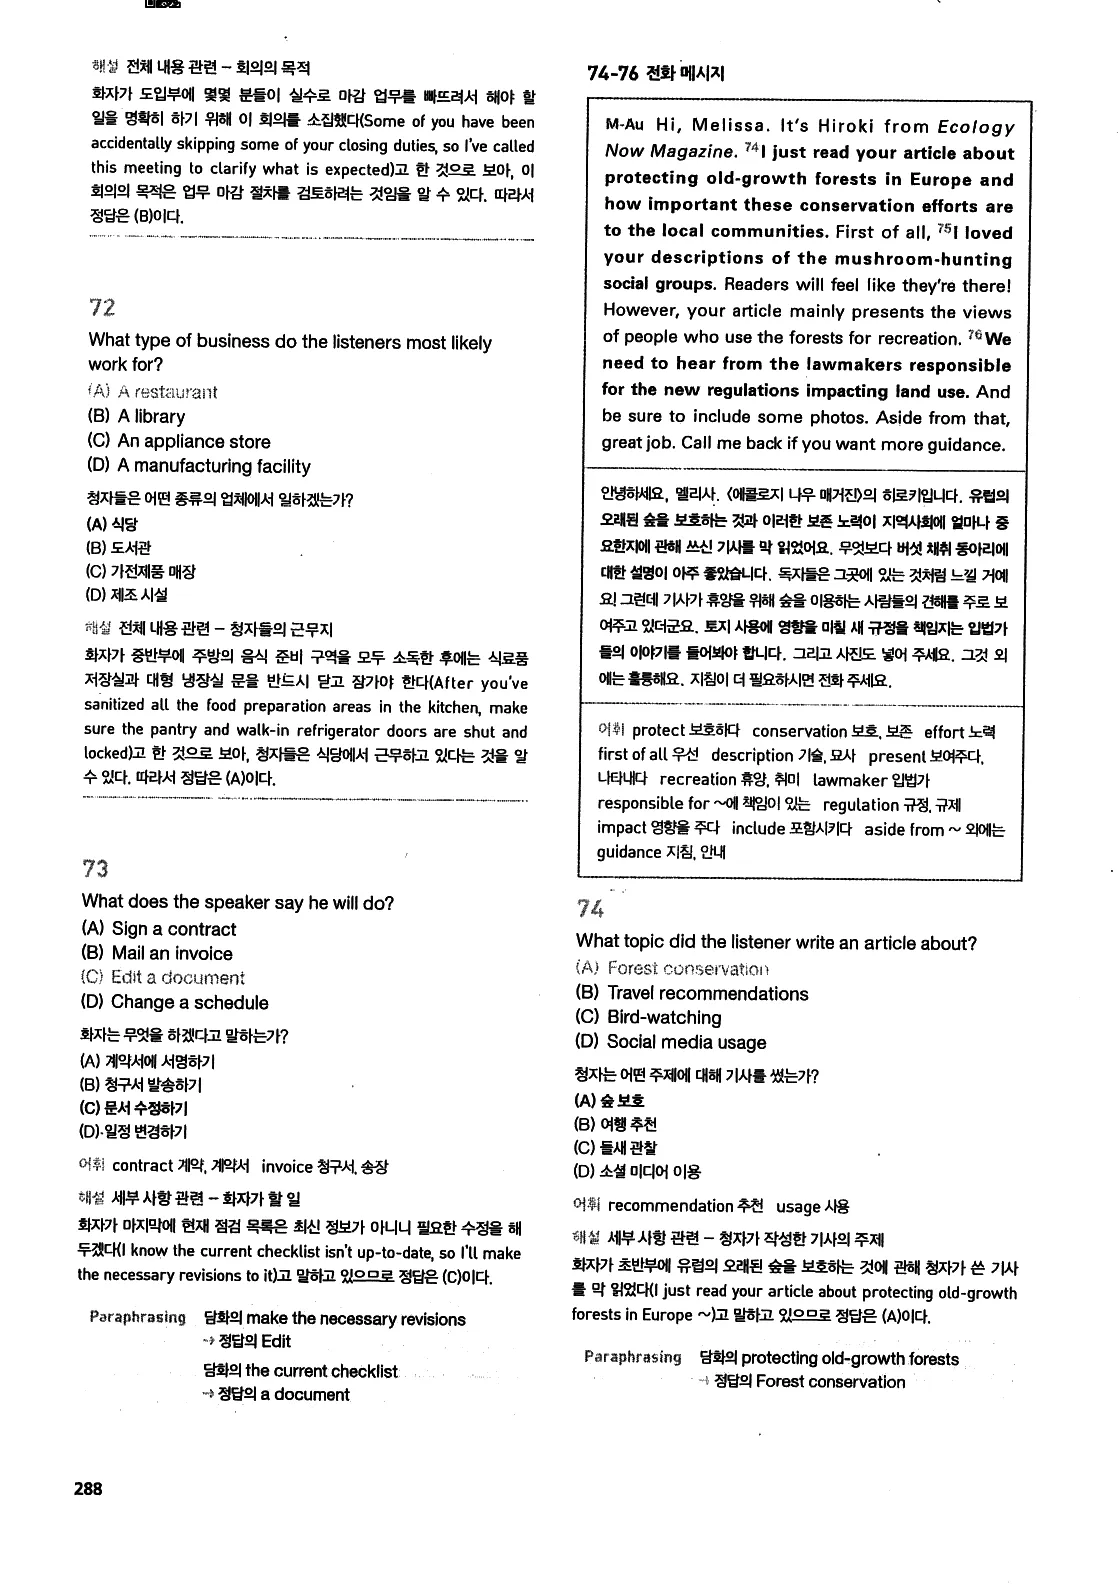 해설 전체 내용 관련 – 회의의 목적
화자가 도입부에 몇몇 분들이 실수로 마감 업무를 빠뜨려서 해야 할
일을 명확히 하기 위해 이 회의를 소집했다(Some of you have been
accidentally skipping some of your closing duties, so I've called
this meeting to clarify what is expected)고 한 것으로 보아, 이
회의의 목적은 업무 마감 절차를 검토하려는 것임을 알 수 있다. 따라서
정답은 (B)이다.
72
What type of business do the listeners most likely
work for?
(A) A restaurant
(B) A library
(C) An appliance store
(D) A manufacturing facility
청자들은 어떤 종류의 업체에서 일하겠는가?
(A) 식당
(B) 도서관
(C) 가전제품 매장
(D) 제조 시설
해설 전체 내용 관련 – 청자들의 근무지
화자가 중반부에 주방의 음식 준비 구역을 모두 소독한 후에는 식료품
저장실과 대형 냉장실 문을 반드시 닫고 잠가야 한다(After you've
sanitized all the food preparation areas in the kitchen, make
sure the pantry and walk-in refrigerator doors are shut and
locked)고 한 것으로 보아, 청자들은 식당에서 근무하고 있다는 것을 알
수 있다. 따라서 정답은 (A)이다.
73
What does the speaker say he will do?
(A) Sign a contract
(B) Mail an invoice
(C) Edit a document
(D) Change a schedule
화자는 무엇을 하겠다고 말하는가?
(A) 계약서에 서명하기
(B) 청구서 발송하기
(C) 문서 수정하기
(D) 일정 변경하기
어휘 contract 계약, 계약서 invoice 청구서, 송장
해설 세부 사항 관련 – 화자가 할 일
화자가 마지막에 현재 점검 목록은 최신 정보가 아니니 필요한 수정을 해
두겠다(I know the current checklist isn't up-to-date, so I'll make
the necessary revisions to it)고 말하고 있으므로 정답은 (C)이다.
Paraphrasing 담화의 make the necessary revisions
→ 정답의 Edit
담화의 the current checklist
→ 정답의 a document
288
74-76 전화 메시지
M-Au Hi, Melissa. It's Hiroki from Ecology
Now Magazine. 74 I just read your article about
protecting old-growth forests in Europe and
how important these conservation efforts are
to the local communities. First of all, 75 I loved
your descriptions of the mushroom-hunting
social groups. Readers will feel like they're there!
However, your article mainly presents the views
of people who use the forests for recreation. 76 We
need to hear from the lawmakers responsible
for the new regulations impacting land use. And
be sure to include some photos. Aside from that,
great job. Call me back if you want more guidance.
안녕하세요, 멜리사. 〈에콜로지 나우 매거진〉의 히로키입니다. 유럽의
오래된 숲을 보호하는 것과 이러한 보존 노력이 지역사회에 얼마나 중
요한지에 관해 쓰신 기사를 막 읽었어요. 무엇보다 버섯 채취 동아리에
대한 설명이 아주 좋았습니다. 독자들은 그곳에 있는 것처럼 느낄 거예
요! 그런데 기사가 휴양을 위해 숲을 이용하는 사람들의 견해를 주로 보
여주고 있더군요. 토지 사용에 영향을 미칠 새 규정을 책임지는 입법가
들의 이야기를 들어봐야 합니다. 그리고 사진도 넣어 주세요. 그것 외
에는 훌륭해요. 지침이 더 필요하시면 전화 주세요.
어휘 protect 보호하다 conservation 보호, 보존 effort 노력
first of all 우선 description 기술, 묘사 present 보여주다,
나타내다 recreation 휴양, 취미 lawmaker 입법가
responsible for ~에 책임이 있는 regulation 규정, 규제
impact 영향을 주다 include 포함시키다 aside from ~ 외에는
guidance 지침, 안내
74
What topic did the listener write an article about?
(A) Forest conservation
(B) Travel recommendations
(C) Bird-watching
(D) Social media usage
청자는 어떤 주제에 대해 기사를 썼는가?
(A) 숲 보호
(B) 여행 추천
(C) 들새 관찰
(D) 소셜 미디어 이용
어휘 recommendation 추천 usage 사용
해설 세부 사항 관련 – 청자가 작성한 기사의 주제
화자가 초반부에 유럽의 오래된 숲을 보호하는 것에 관해 청자가 쓴 기사
를 막 읽었다(I just read your article about protecting old-growth
forests in Europe ~)고 말하고 있으므로 정답은 (A)이다.
Paraphrasing 담화의 protecting old-growth forests
→ 정답의 Forest conservation